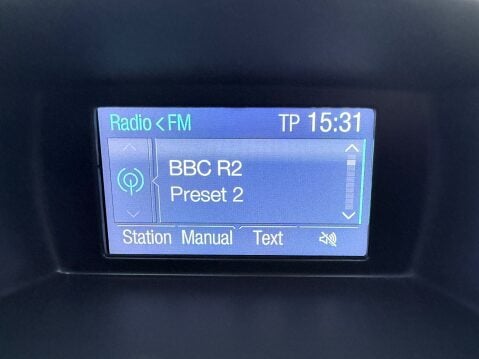 Radio < FM TP 15:31
BBC R2
Preset 2
Station Manual Text